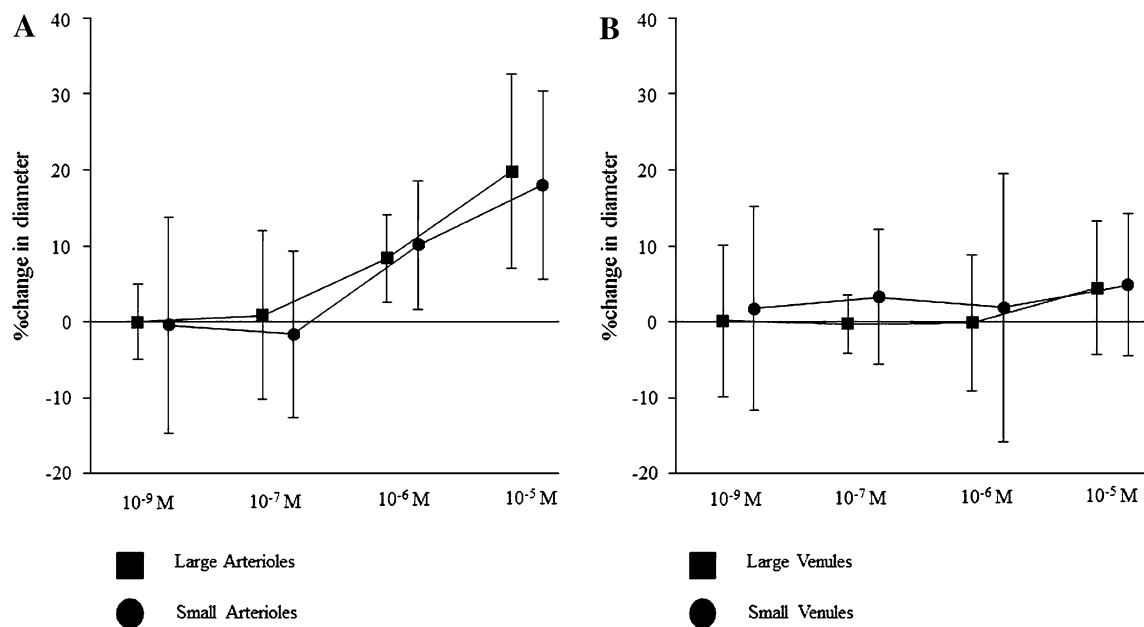 A
%change in diameter
40
30
20
10
0
-10
-20
10⁻⁹ M
10⁻⁷ M
10⁻⁶ M
10⁻⁵ M
Large Arterioles
Small Arterioles
B
%change in diameter
40
30
20
10
0
-10
-20
10⁻⁹ M
10⁻⁷ M
10⁻⁶ M
10⁻⁵ M
Large Venules
Small Venules